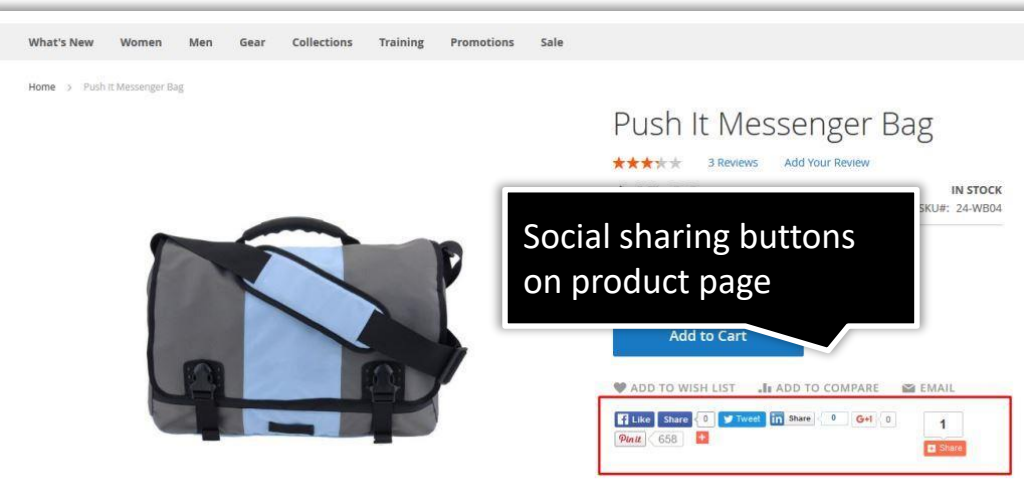 What's New Women Men Gear Collections Training Promotions Sale
Home > Push It Messenger Bag
Push It Messenger Bag
3 Reviews Add Your Review
IN STOCK
SKU#: 24-WB04
Social sharing buttons
on product page
Add to Cart
ADD TO WISH LIST ADD TO COMPARE EMAIL
Like Share 0 Tweet in Share 0 G+1 0 1
Pin it 658 + Share